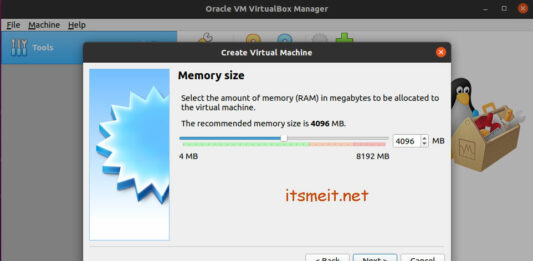 Oracle VM VirtualBox Manager
File Machine Help
Tools
Create Virtual Machine
Memory size
Select the amount of memory (RAM) in megabytes to be allocated to
the virtual machine.
The recommended memory size is 4096 MB.
4096 MB
4 MB 8192 MB
itsmeit.net
< Back Next > Cancel